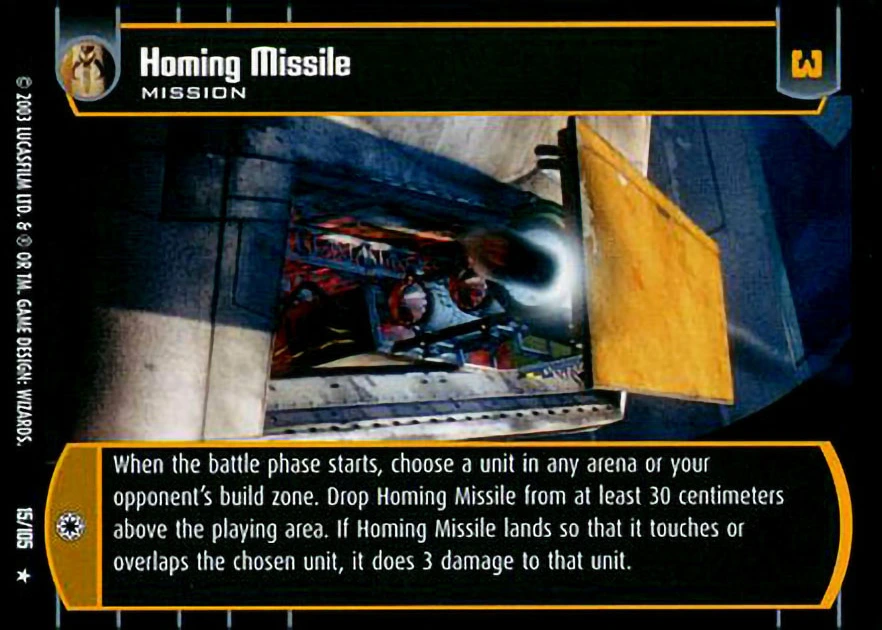 Homing Missile
MISSION
3
When the battle phase starts, choose a unit in any arena or your
opponent's build zone. Drop Homing Missile from at least 30 centimeters
above the playing area. If Homing Missile lands so that it touches or
overlaps the chosen unit, it does 3 damage to that unit.
© 2003 LUCASFILM LTD. & ® OR TM. GAME DESIGN: WIZARDS.
15/105 ★